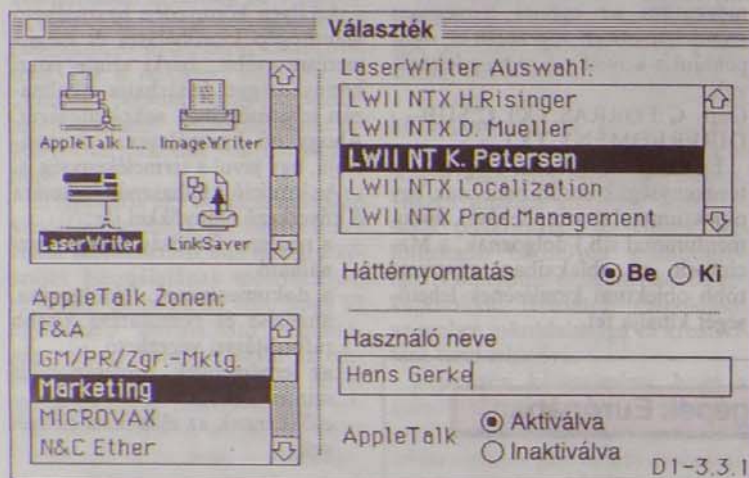 Választék
AppleTalk I... ImageWriter
LaserWriter LinkSaver
AppleTalk Zonen:
F&A
GM/PR/Zgr.-Mktg.
Marketing
MICROVAX
N&C Ether
LaserWriter Auswahl:
LWII NTX H.Risinger
LWII NTX D. Mueller
LWII NT K. Petersen
LWII NTX Localization
LWII NTX Prod.Management
Háttérnyomtatás Be Ki
Használó neve
Hans Gerke
AppleTalk Aktiválva
Inaktiválva
D1-3.3.1